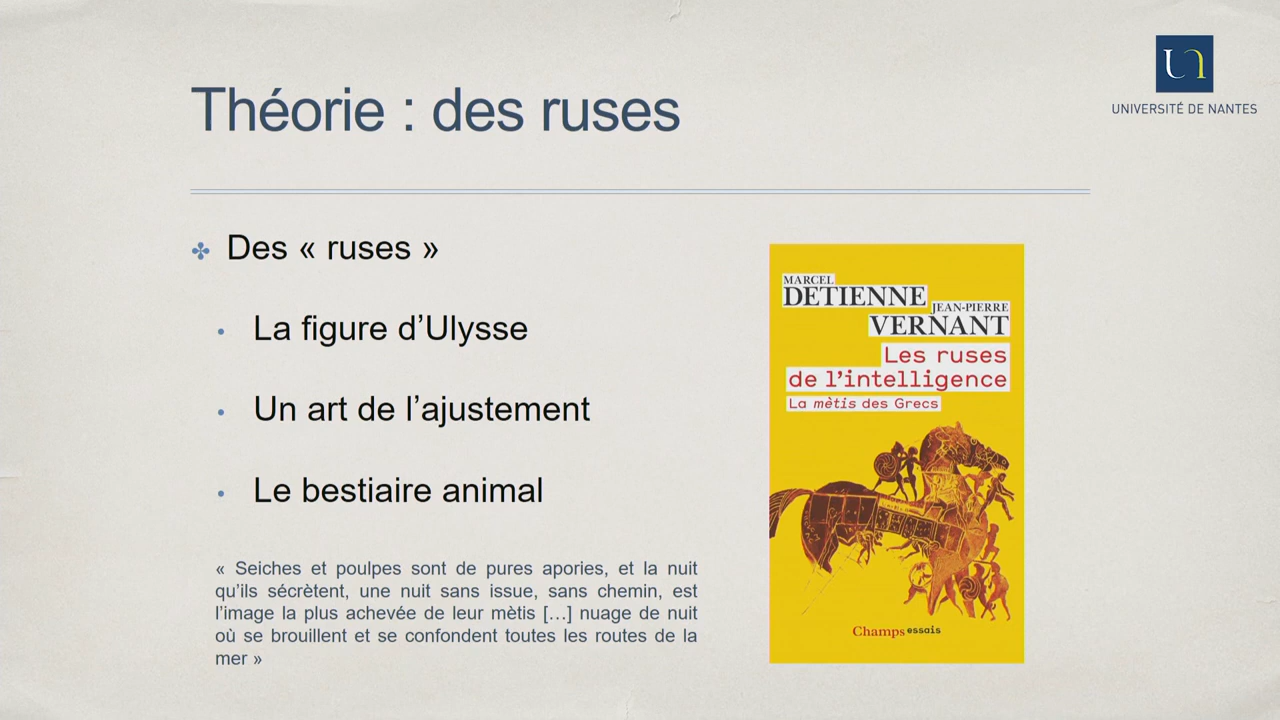 UNIVERSITÉ DE NANTES
Théorie : des ruses
Des « ruses »
La figure d’Ulysse
Un art de l’ajustement
Le bestiaire animal
« Seiches et poulpes sont de pures apories, et la nuit
qu’ils sécrètent, une nuit sans issue, sans chemin, est
l’image la plus achevée de leur mètis […] nuage de nuit
où se brouillent et se confondent toutes les routes de la
mer »
MARCEL
DETIENNE
JEAN-PIERRE
VERNANT
Les ruses
de l’intelligence
La mètis des Grecs
Champs essais